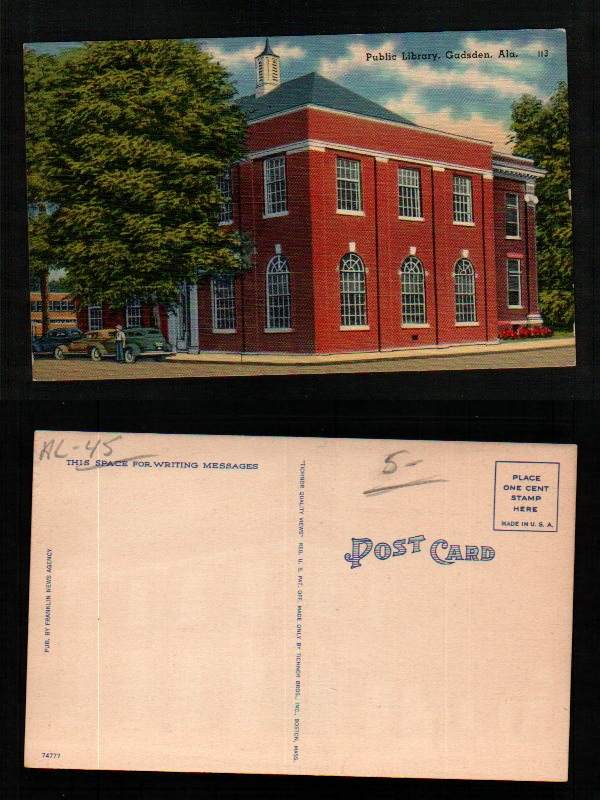 Public Library, Gadsden, Ala. 113
AL-45
THIS SPACE FOR WRITING MESSAGES
5-
PLACE
ONE CENT
STAMP
HERE
MADE IN U. S. A.
POST CARD
PUB. BY FRANKLIN NEWS AGENCY
"TICHNOR QUALITY VIEWS" REG. U. S. PAT. OFF. MADE ONLY BY TICHNOR BROS., INC., BOSTON, MASS.
74777